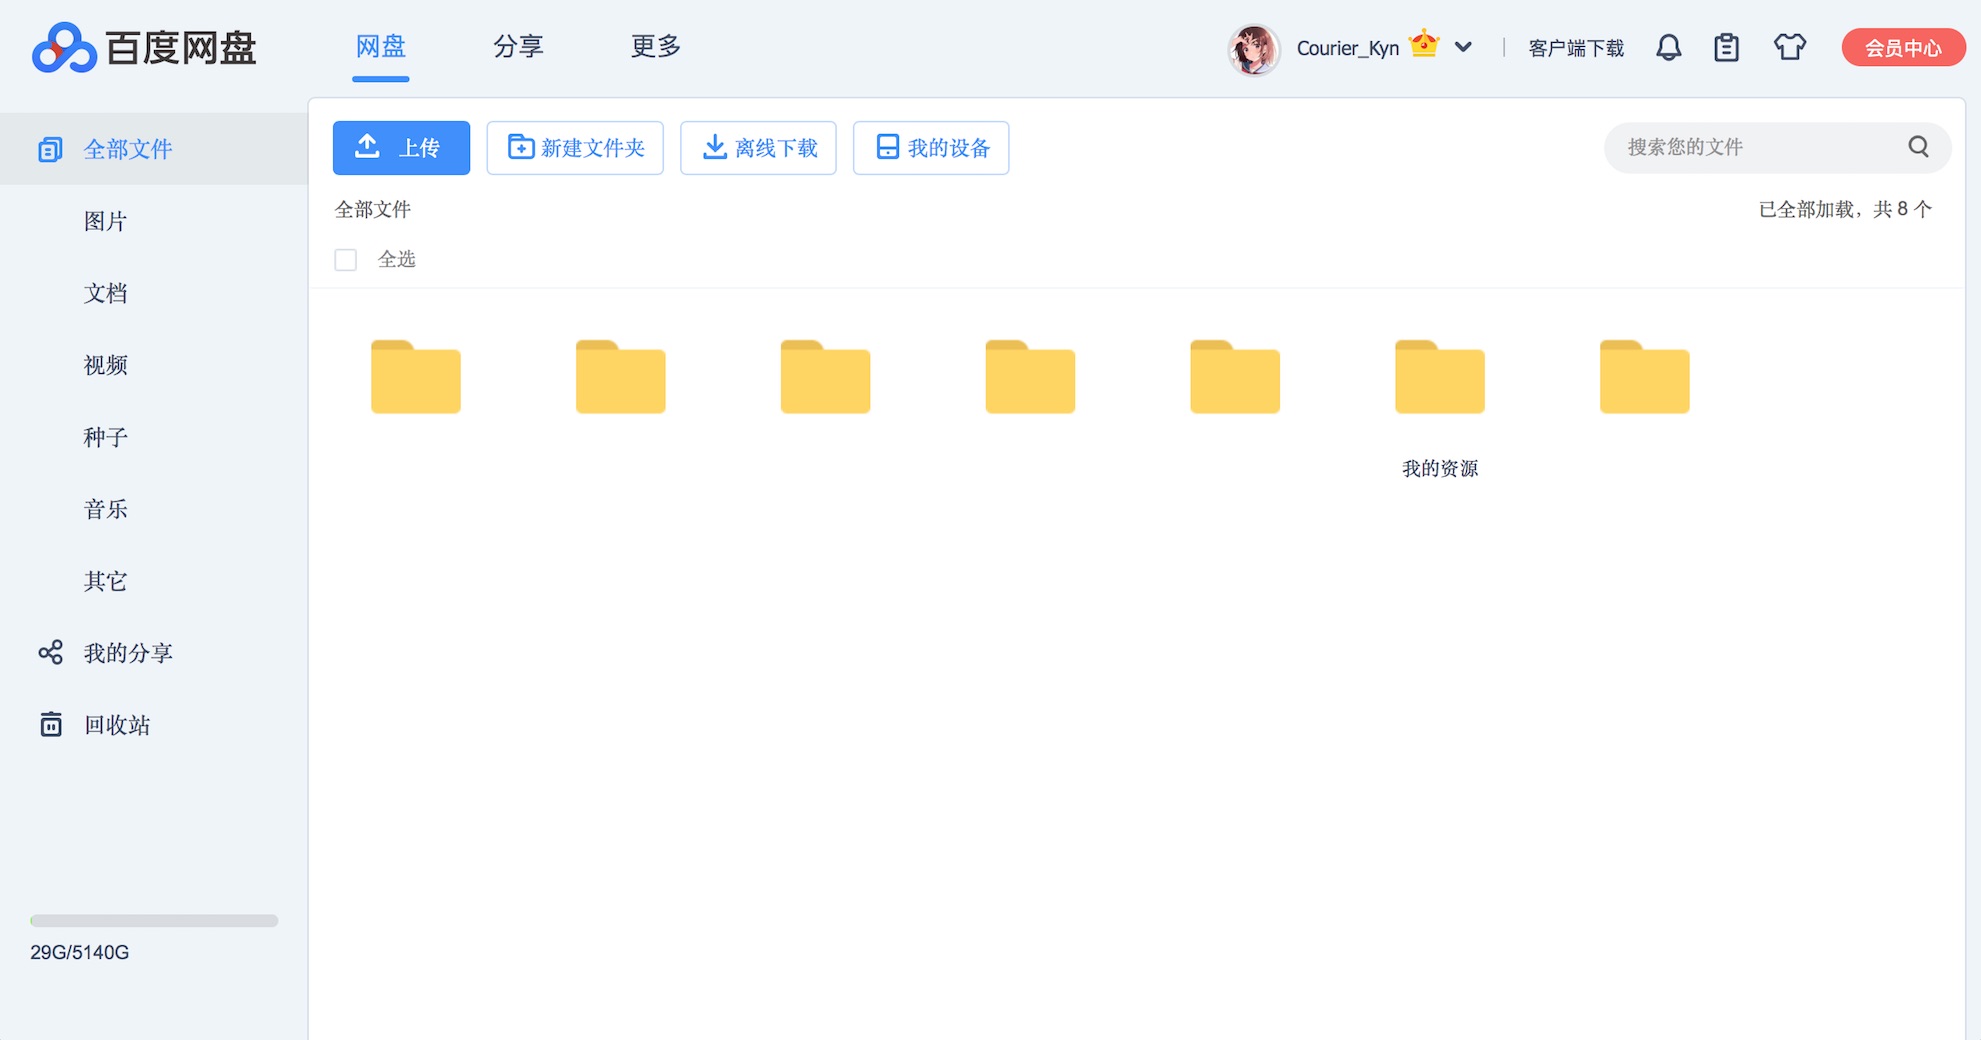 百度网盘
网盘 分享 更多
Courier_Kyn 客户端下载 会员中心
全部文件
图片
文档
视频
种子
音乐
其它
我的分享
回收站
29G/5140G
上传 新建文件夹 离线下载 我的设备 搜索您的文件
全部文件 已全部加载，共 8 个
全选
我的资源